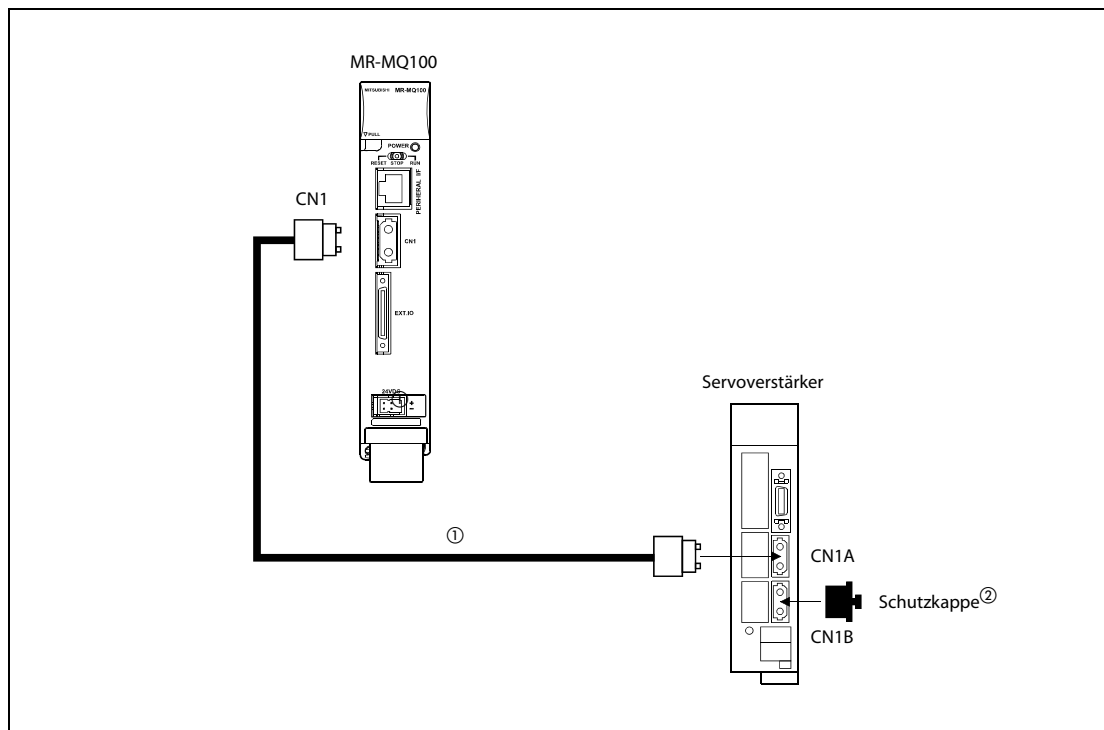 MR-MQ100
MITSUBISHI MR-MQ100
▽PULL
POWER
RESET STOP RUN
PERIHERAL I/F
CN1
CN1
EXT.IO
24VDC
+
−
Servoverstärker
①
CN1A
Schutzkappe②
CN1B